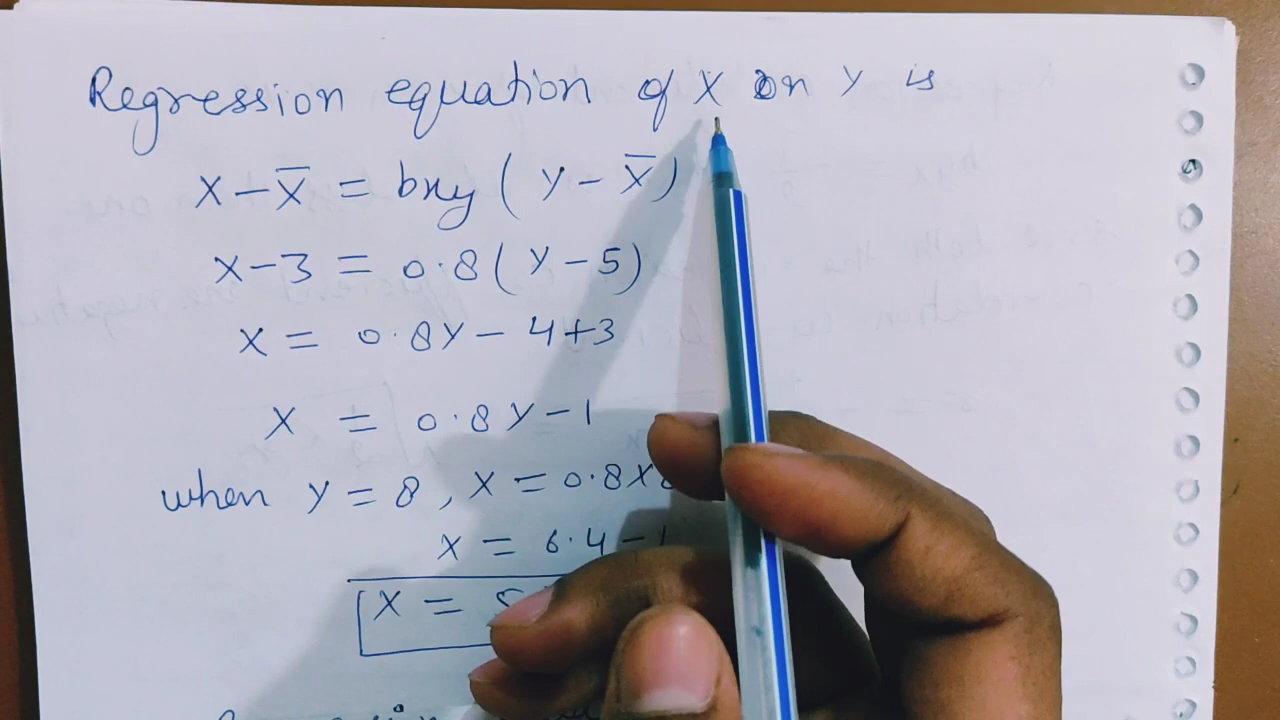 Regression equation of X on Y is
X - X̄ = bxy ( Y - X̄ )
X - 3 = 0.8 ( Y - 5 )
X = 0.8Y - 4 + 3
X = 0.8Y - 1
when Y = 8 , X = 0.8 X
X = 6.4 - 1
X =